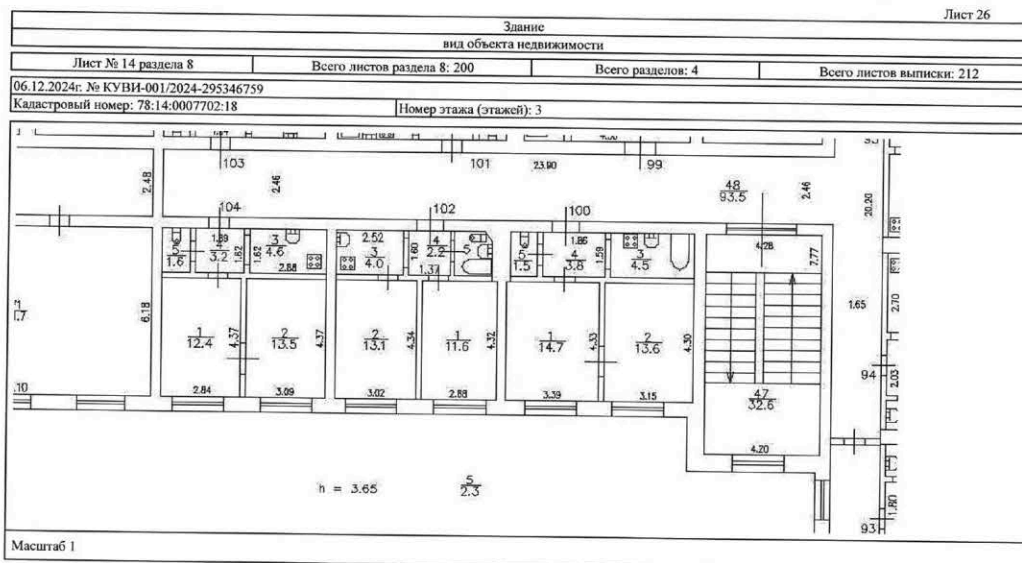 Лист 26
Здание
вид объекта недвижимости
Лист № 14 раздела 8 Всего листов раздела 8: 200 Всего разделов: 4 Всего листов выписки: 212
06.12.2024г. № КУВИ-001/2024-295346759
Кадастровый номер: 78:14:0007702:18 Номер этажа (этажей): 3
103 101 23.90 99
2.48 2.46 48 2.46
93.5 20.20
104 102 100
5 1.89 4 3 2.52 4 5 5 1.86 4 3 4.28
1.6 3.2 1.62 1.62 4.6 3 1.60 2.2 1.5 3.8 1.59 4.5 2.77
2.88 4.0 1.37
1.65 2.70
6.18 1 4.37 2 4.37 2 4.34 1 4.32 1 4.33 2 4.30
12.4 13.5 13.1 11.6 14.7 13.6
94 2.03
2.84 3.09 3.02 2.88 3.39 3.15 47
32.6
4.20
h = 3.65 5
2.3
1.80
93
Масштаб 1